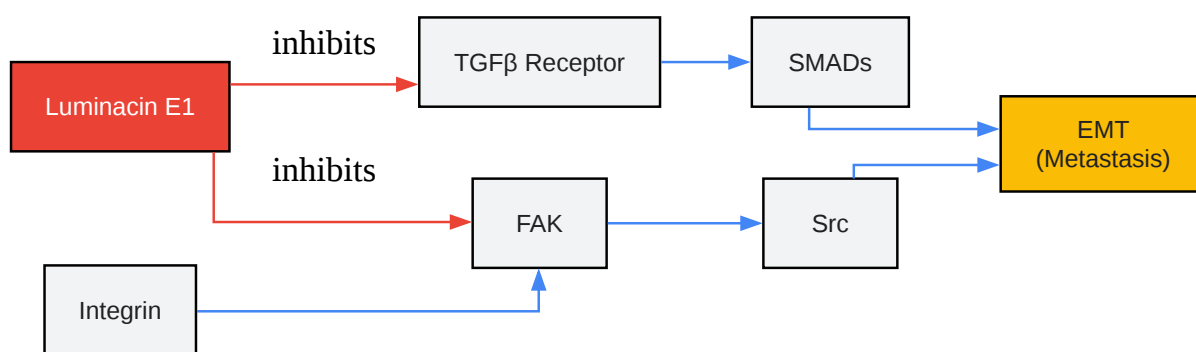 inhibits
TGFβ Receptor
SMADs
Luminacin E1
EMT
(Metastasis)
inhibits
FAK
Src
Integrin